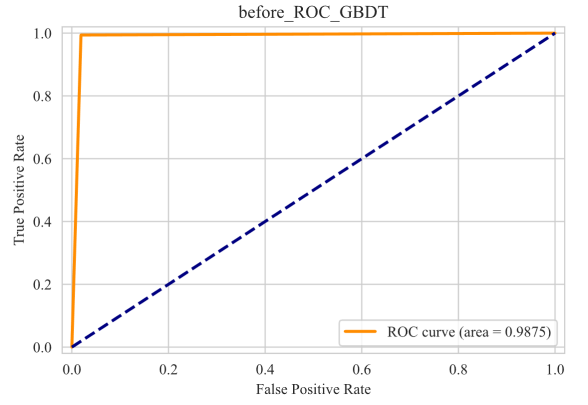 before_ROC_GBDT
1.0
0.8
0.6
0.4
0.2
0.0
True Positive Rate
ROC curve (area = 0.9875)
0.0 0.2 0.4 0.6 0.8 1.0
False Positive Rate